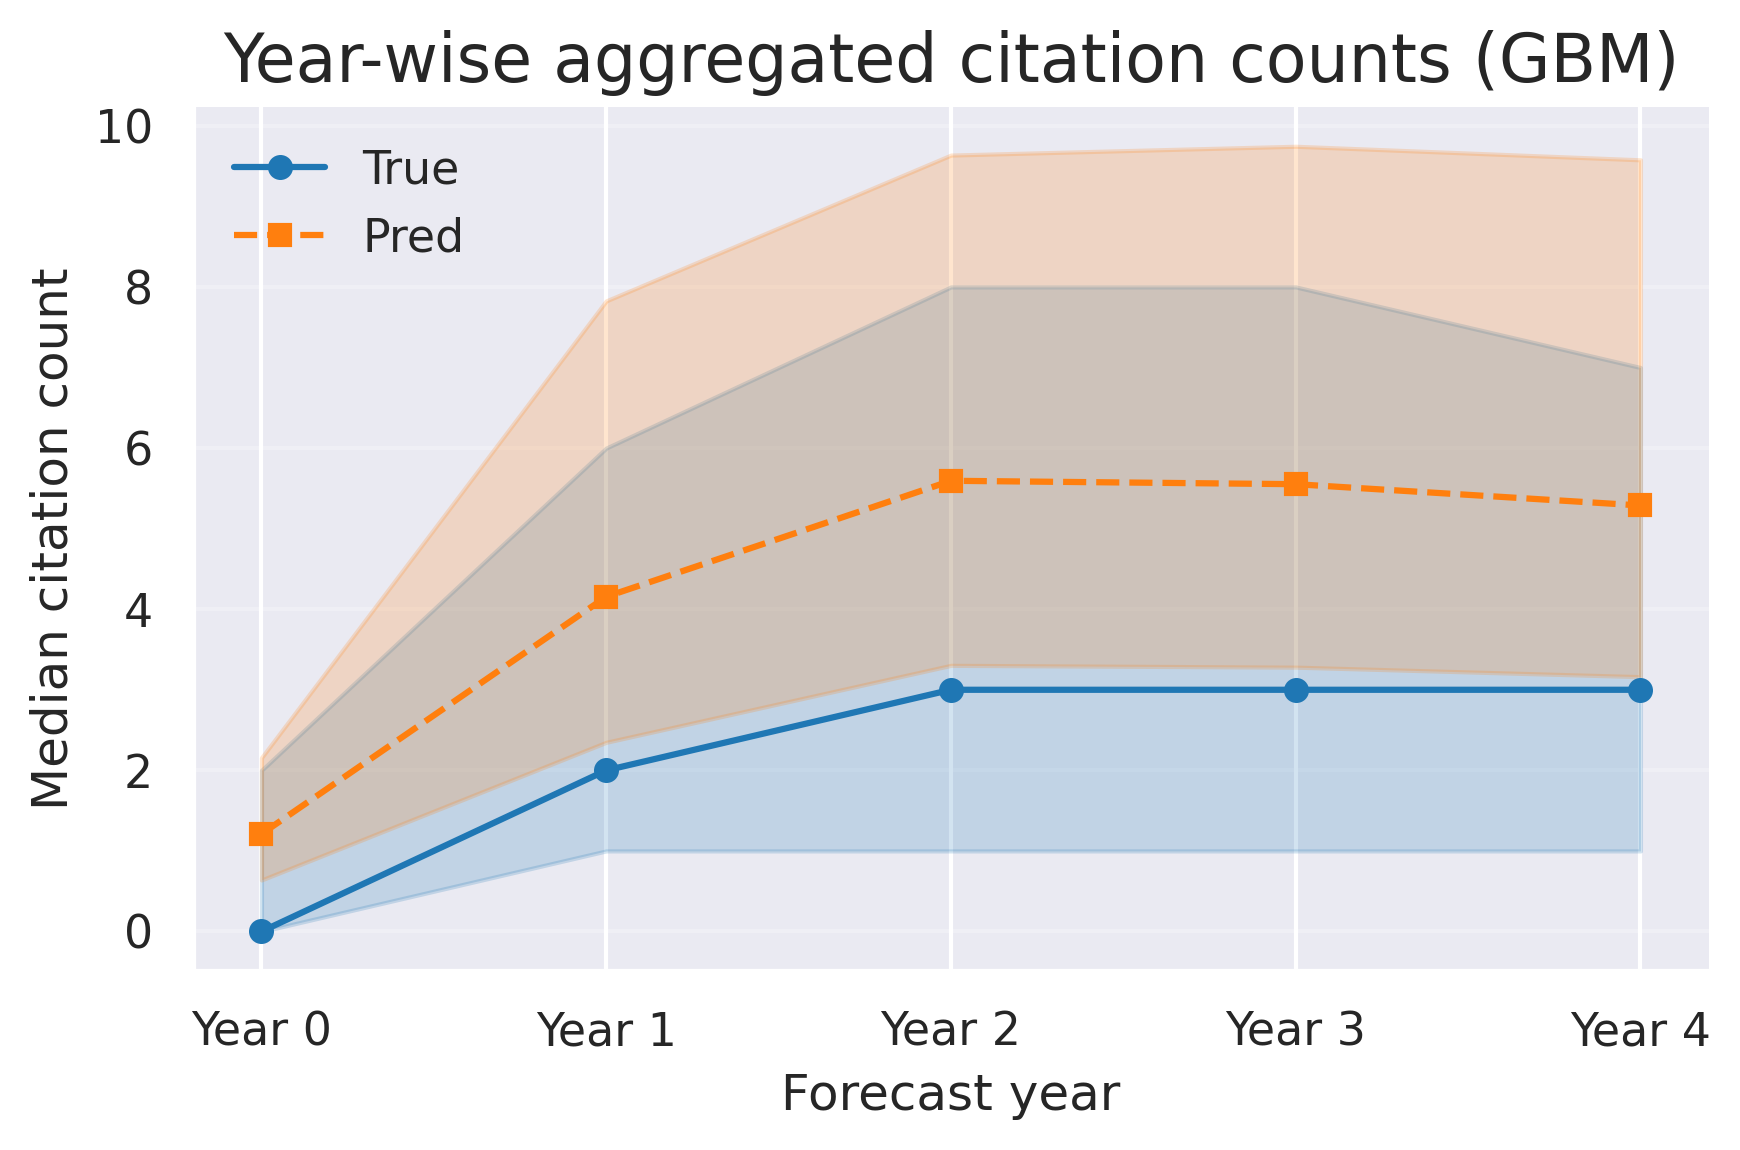 Year-wise aggregated citation counts (GBM)
True
Pred
10
8
6
4
2
0
Median citation count
Year 0
Year 1
Year 2
Year 3
Year 4
Forecast year